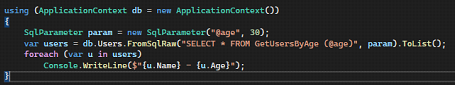 using (ApplicationContext db = new ApplicationContext())
{
SqlParameter param = new SqlParameter("@age", 30);
var users = db.Users.FromSqlRaw("SELECT * FROM GetUsersByAge (@age)", param).ToList();
foreach (var u in users)
Console.WriteLine($"{u.Name} - {u.Age}");
}